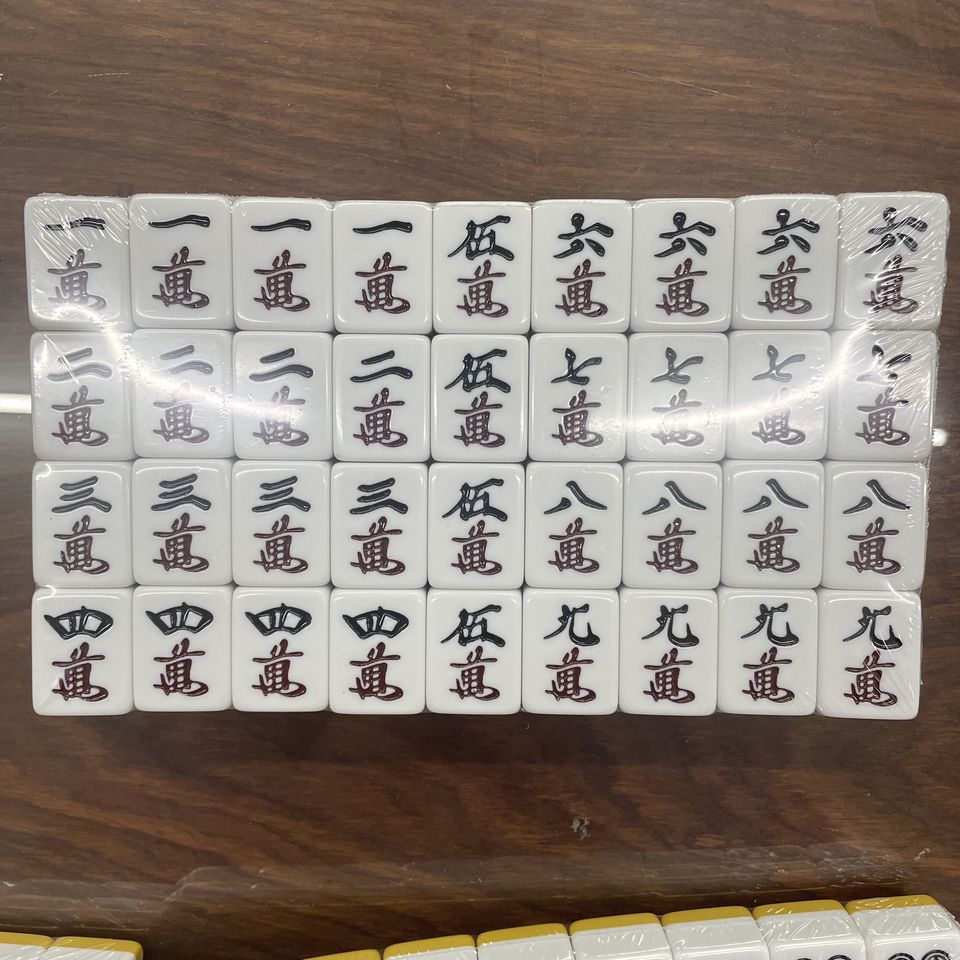 一 一 一 一 伍 六 六 六 六
萬 萬 萬 萬 萬 萬 萬 萬 萬
二 二 二 二 伍 七 七 七
萬 萬 萬 萬 萬 萬 萬 萬 萬
三 三 三 三 伍 八 八 八 八
萬 萬 萬 萬 萬 萬 萬 萬 萬
四 四 四 四 伍 九 九 九 九
萬 萬 萬 萬 萬 萬 萬 萬 萬